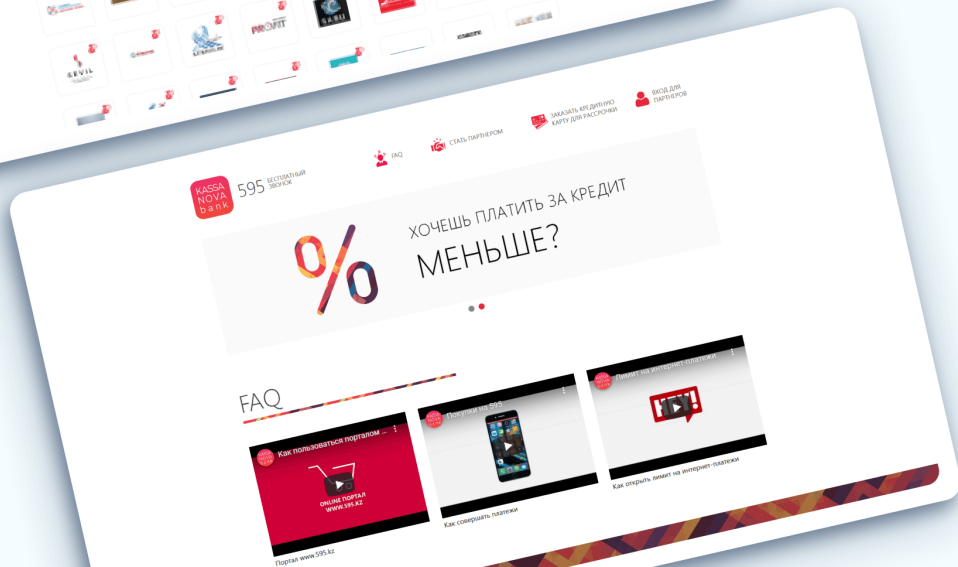 PROFIT
KASSA
NOVA
bank
595
БЕСПЛАТНЫЙ
ЗВОНОК
FAQ
СТАТЬ ПАРТНЕРОМ
ЗАКАЗАТЬ КРЕДИТНУЮ
КАРТУ ДЛЯ РАССРОЧКИ
ВХОД ДЛЯ
ПАРТНЕРОВ
%
ХОЧЕШЬ ПЛАТИТЬ ЗА КРЕДИТ
МЕНЬШЕ?
FAQ
Как пользоваться порталом ...
ONLINE ПОРТАЛ
WWW.595.KZ
Портал www.595.kz
Покупки на 595
Как совершать платежи
Лимит на интернет-платежи
Как открыть лимит на интернет-платежи